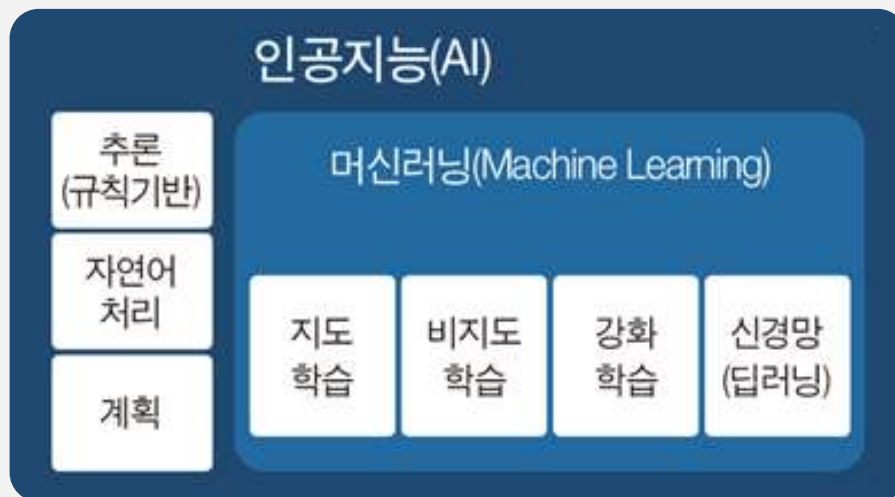 인공지능(AI)
추론
(규칙기반)
자연어
처리
계획
머신러닝(Machine Learning)
지도
학습
비지도
학습
강화
학습
신경망
(딥러닝)